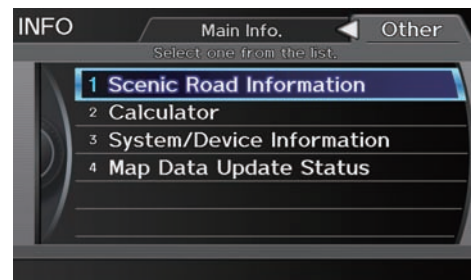 INFO
Main Info.
Other
Select one from the list.
1 Scenic Road Information
2 Calculator
3 System/Device Information
4 Map Data Update Status